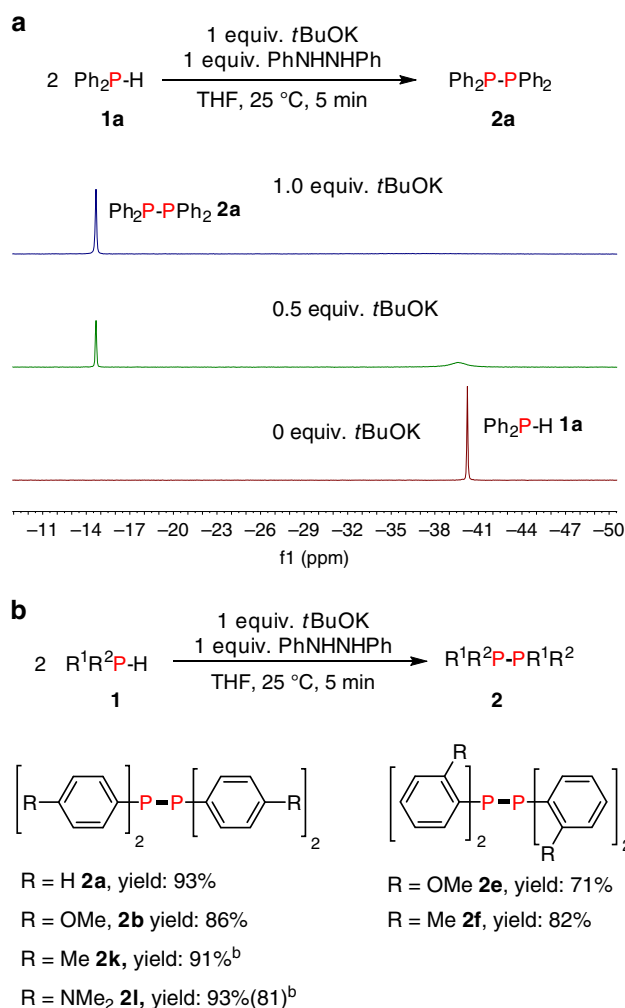 a
1 equiv. tBuOK
1 equiv. PhNHNHPh
2 Ph₂P-H
THF, 25 °C, 5 min
Ph₂P-PPh₂
1a
2a
1.0 equiv. tBuOK
Ph₂P-PPh₂ 2a
0.5 equiv. tBuOK
0 equiv. tBuOK
Ph₂P-H 1a
−11 −14 −17 −20 −23 −26 −29 −32 −35 −38 −41 −44 −47 −50
f1 (ppm)
b
1 equiv. tBuOK
1 equiv. PhNHNHPh
2 R¹R²P-H
THF, 25 °C, 5 min
R¹R²P-PR¹R²
1
2
R P P R
2 2
R
P P
2 2
R
R = H 2a, yield: 93%
R = OMe, 2b yield: 86%
R = Me 2k, yield: 91%ᵇ
R = NMe₂ 2l, yield: 93%(81)ᵇ
R = OMe 2e, yield: 71%
R = Me 2f, yield: 82%